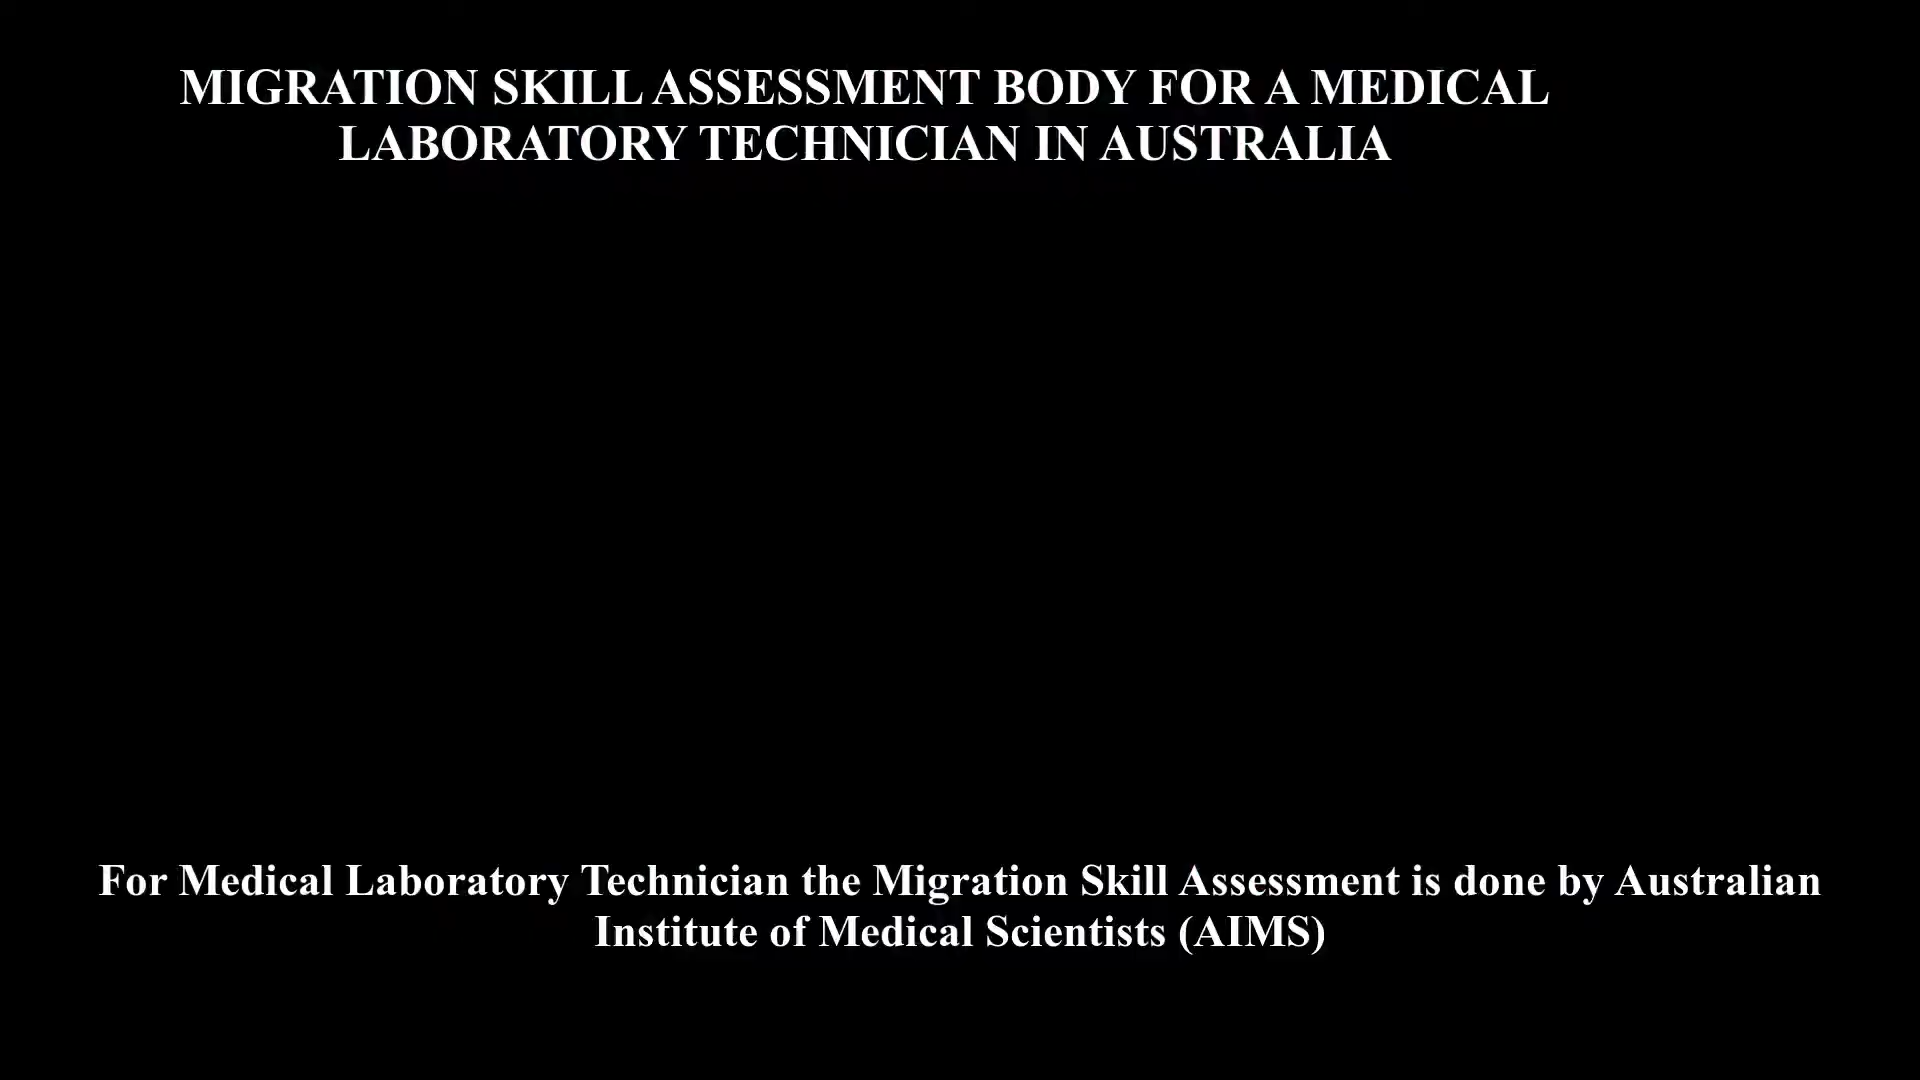 MIGRATION SKILL ASSESSMENT BODY FOR A MEDICAL
LABORATORY TECHNICIAN IN AUSTRALIA
For Medical Laboratory Technician the Migration Skill Assessment is done by Australian
Institute of Medical Scientists (AIMS)